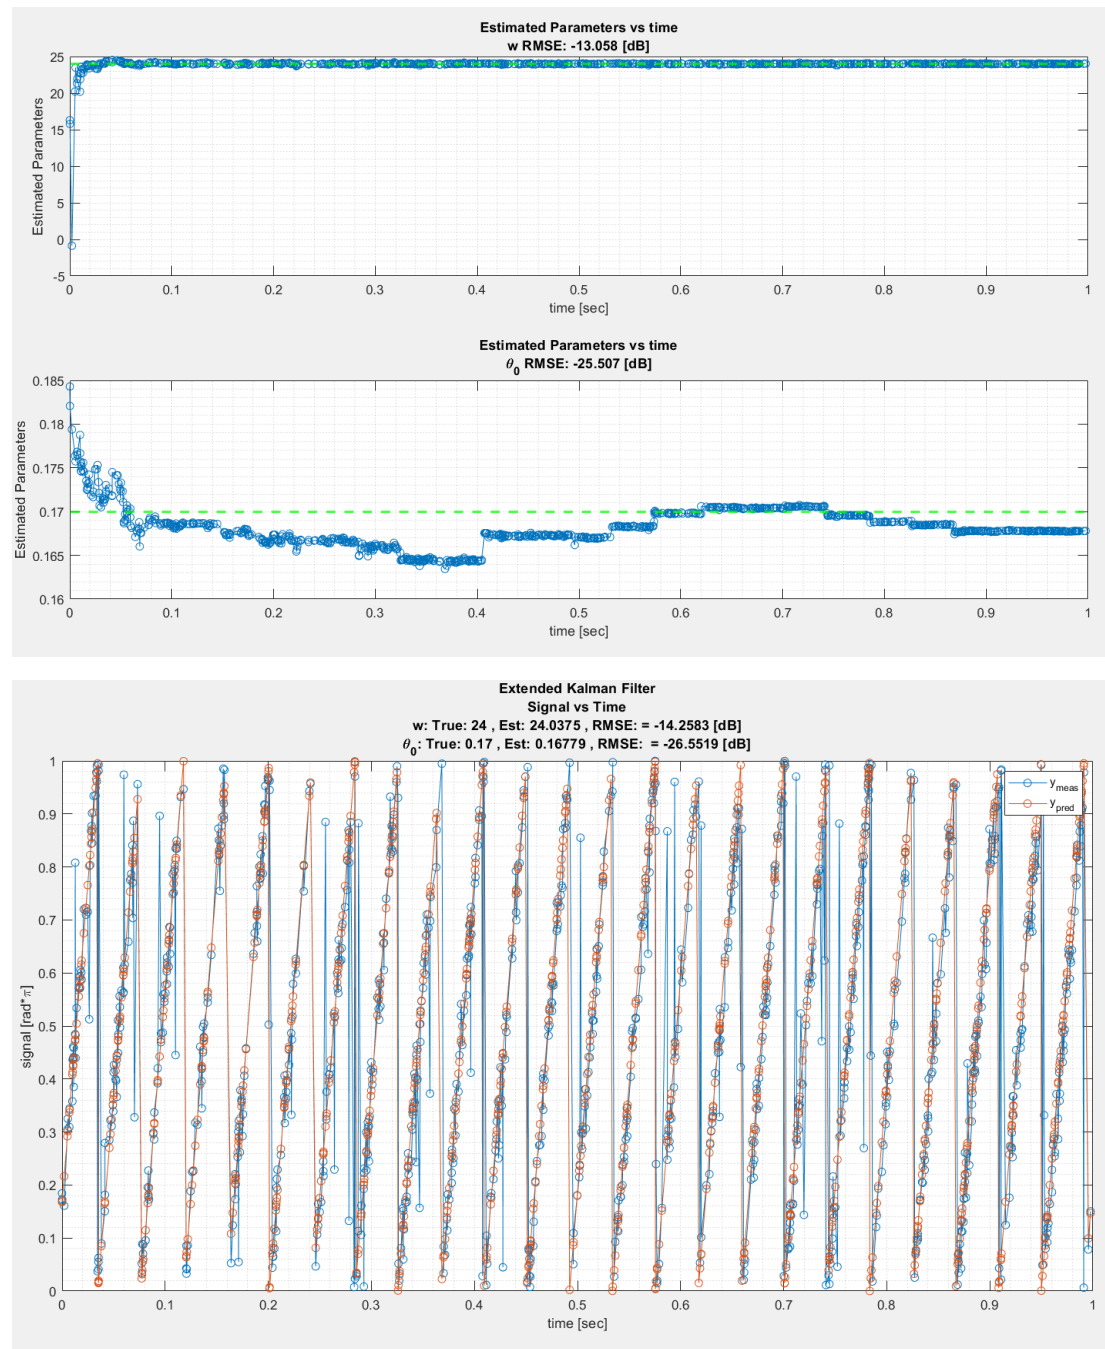 Estimated Parameters vs time
w RMSE: -13.058 [dB]
25
20
15
10
5
0
-5
Estimated Parameters
0 0.1 0.2 0.3 0.4 0.5 0.6 0.7 0.8 0.9 1
time [sec]
Estimated Parameters vs time
θ0 RMSE: -25.507 [dB]
0.185
0.18
0.175
0.17
0.165
0.16
Estimated Parameters
0 0.1 0.2 0.3 0.4 0.5 0.6 0.7 0.8 0.9 1
time [sec]
Extended Kalman Filter
Signal vs Time
w: True: 24 , Est: 24.0375 , RMSE: = -14.2583 [dB]
θ0: True: 0.17 , Est: 0.16779 , RMSE: = -26.5519 [dB]
1
0.9
0.8
0.7
0.6
0.5
0.4
0.3
0.2
0.1
0
signal [rad*π]
ymeas
ypred
0 0.1 0.2 0.3 0.4 0.5 0.6 0.7 0.8 0.9 1
time [sec]